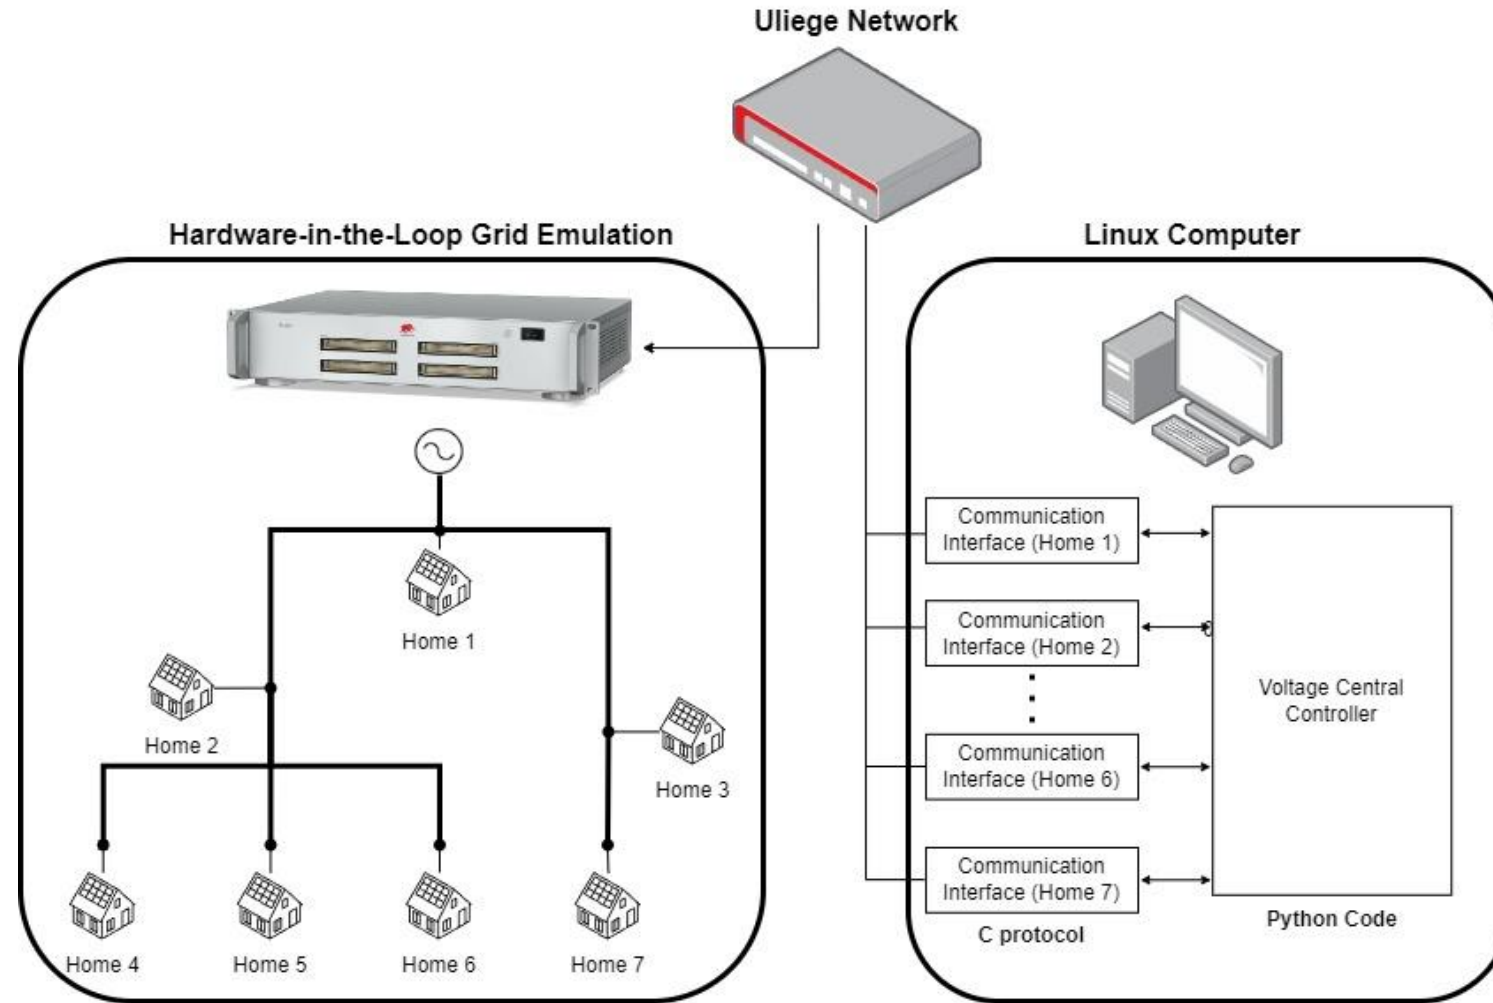 Uliege Network
Hardware-in-the-Loop Grid Emulation
Linux Computer
Home 1
Home 2
Home 3
Home 4
Home 5
Home 6
Home 7
Communication
Interface (Home 1)
Communication
Interface (Home 2)
Communication
Interface (Home 6)
Communication
Interface (Home 7)
C protocol
Voltage Central
Controller
Python Code